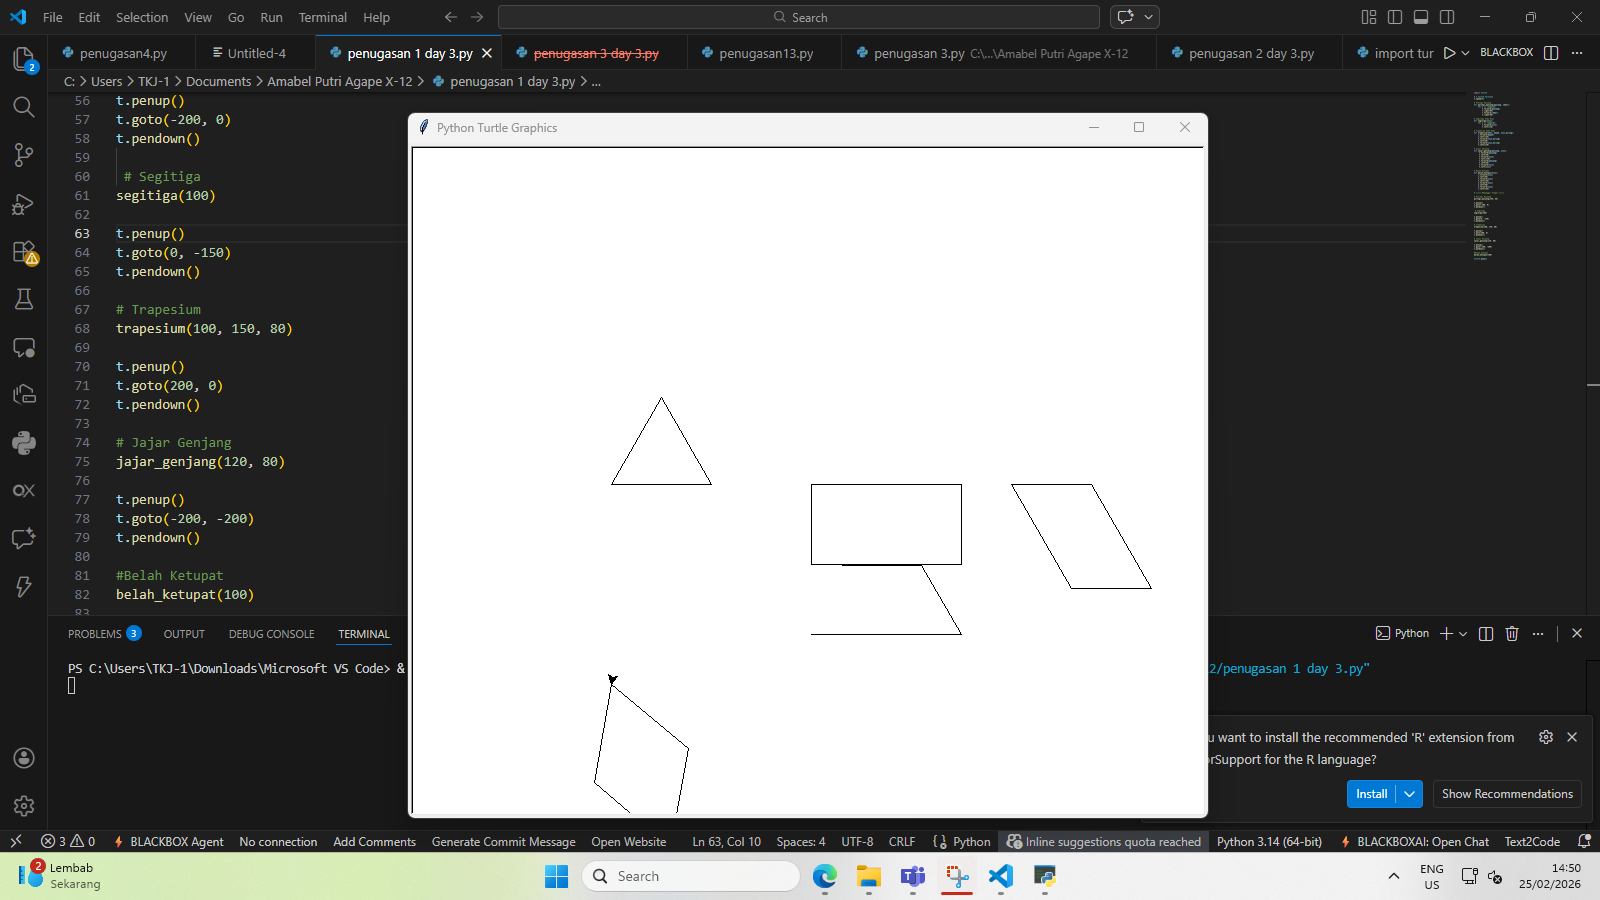 File Edit Selection View Go Run Terminal Help
Search
penugasan4.py
Untitled-4
penugasan 1 day 3.py
penugasan 3 day 3.py
penugasan13.py
penugasan 3.py C:\...\Amabel Putri Agape X-12
penugasan 2 day 3.py
import tur
BLACKBOX
C: > Users > TKJ-1 > Documents > Amabel Putri Agape X-12 > penugasan 1 day 3.py > ...
56 t.penup()
57 t.goto(-200, 0)
58 t.pendown()
59
60 # Segitiga
61 segitiga(100)
62
63 t.penup()
64 t.goto(0, -150)
65 t.pendown()
66
67 # Trapesium
68 trapesium(100, 150, 80)
69
70 t.penup()
71 t.goto(200, 0)
72 t.pendown()
73
74 # Jajar Genjang
75 jajar_genjang(120, 80)
76
77 t.penup()
78 t.goto(-200, -200)
79 t.pendown()
80
81 #Belah Ketupat
82 belah_ketupat(100)
83
Python Turtle Graphics
2
PROBLEMS 3 OUTPUT DEBUG CONSOLE TERMINAL
Python
PS C:\Users\TKJ-1\Downloads\Microsoft VS Code> &
2/penugasan 1 day 3.py"
u want to install the recommended 'R' extension from
orSupport for the R language?
Install
Show Recommendations
3 0 BLACKBOX Agent No connection Add Comments Generate Commit Message Open Website Ln 63, Col 10 Spaces: 4 UTF-8 CRLF Python Inline suggestions quota reached Python 3.14 (64-bit) BLACKBOXAI: Open Chat Text2Code
2
Lembab
Sekarang
Search
ENG
US
14:50
25/02/2026